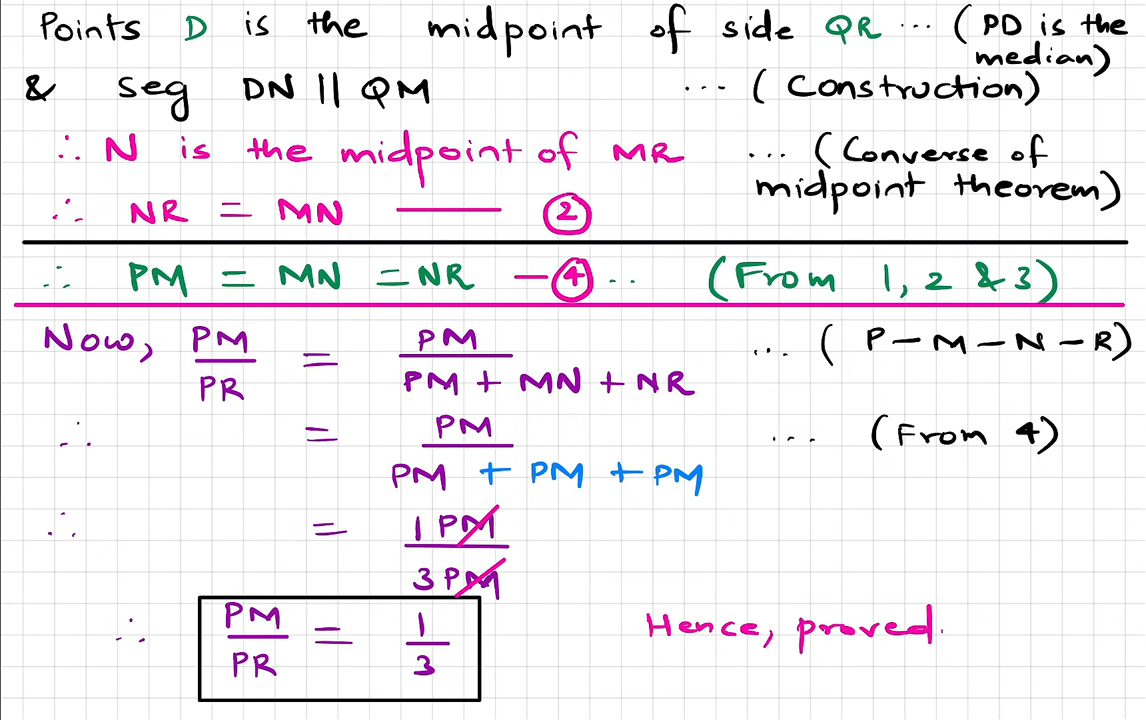 Points D is the midpoint of side QR ... (PD is the median)
& seg DN || QM ... (Construction)
∴ N is the midpoint of MR ... (Converse of midpoint theorem)
∴ NR = MN —— ②
∴ PM = MN = NR — ④ .. (From 1, 2 & 3)
Now, PM/PR = PM/(PM + MN + NR) ... (P – M – N – R)
∴ = PM/(PM + PM + PM) ... (From 4)
∴ = 1 PM/3 PM
∴ PM/PR = 1/3 Hence, proved.